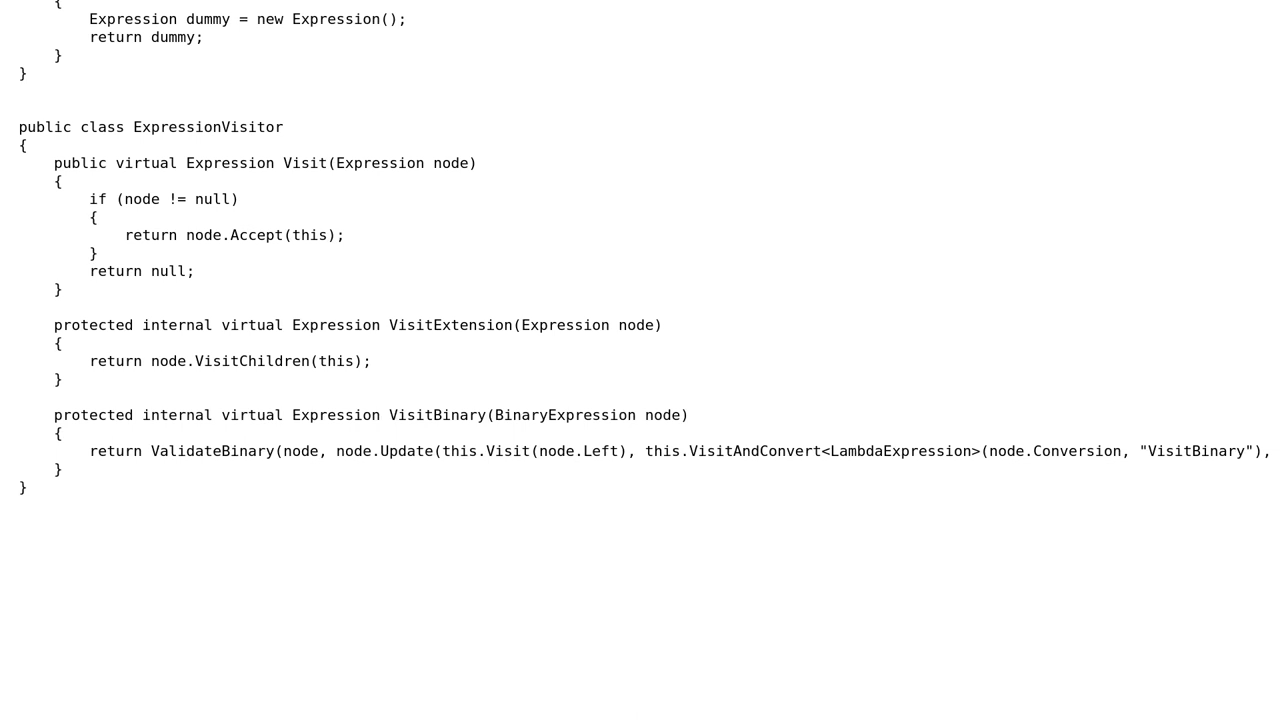 {
        Expression dummy = new Expression();
        return dummy;
    }
}

public class ExpressionVisitor
{
    public virtual Expression Visit(Expression node)
    {
        if (node != null)
        {
            return node.Accept(this);
        }
        return null;
    }

    protected internal virtual Expression VisitExtension(Expression node)
    {
        return node.VisitChildren(this);
    }

    protected internal virtual Expression VisitBinary(BinaryExpression node)
    {
        return ValidateBinary(node, node.Update(this.Visit(node.Left), this.VisitAndConvert<LambdaExpression>(node.Conversion, "VisitBinary"),
    }
}